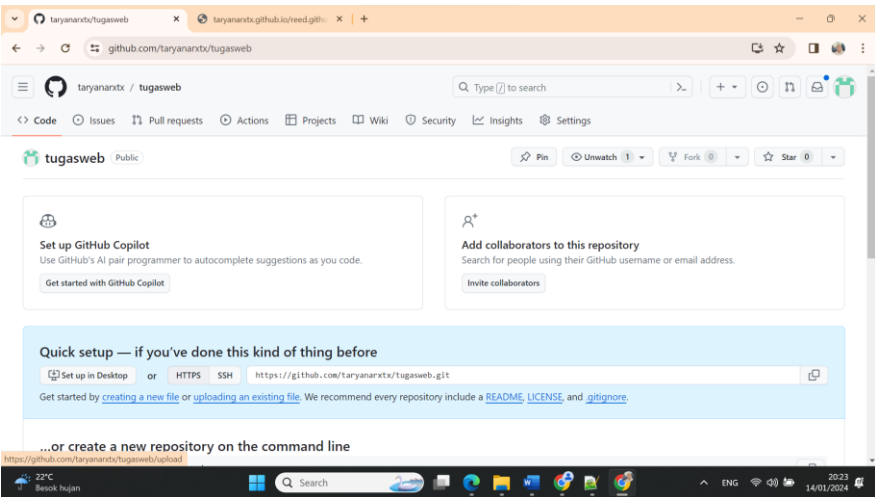 taryanarxtx/tugasweb
taryanarxtx.github.io/reed.githu
github.com/taryanarxtx/tugasweb
taryanarxtx / tugasweb
Type / to search
Code Issues Pull requests Actions Projects Wiki Security Insights Settings
tugasweb Public Pin Unwatch 1 Fork 0 Star 0
Set up GitHub Copilot
Use GitHub's AI pair programmer to autocomplete suggestions as you code.
Get started with GitHub Copilot
Add collaborators to this repository
Search for people using their GitHub username or email address.
Invite collaborators
Quick setup — if you've done this kind of thing before
Set up in Desktop or HTTPS SSH https://github.com/taryanarxtx/tugasweb.git
Get started by creating a new file or uploading an existing file. We recommend every repository include a README, LICENSE, and .gitignore.
...or create a new repository on the command line
https://github.com/taryanarxtx/tugasweb/upload
22°C
Besok hujan
Search
ENG
20:23
14/01/2024